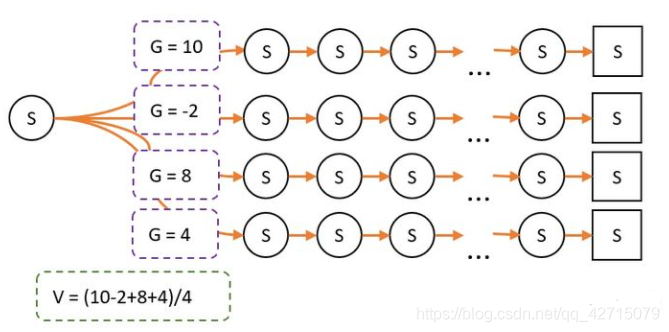 G = 10 S S S ... S S
S G = -2 S S S ... S S
G = 8 S S S ... S S
G = 4 S S S ... S S
V = (10-2+8+4)/4
https://blog.csdn.net/qq_42715079